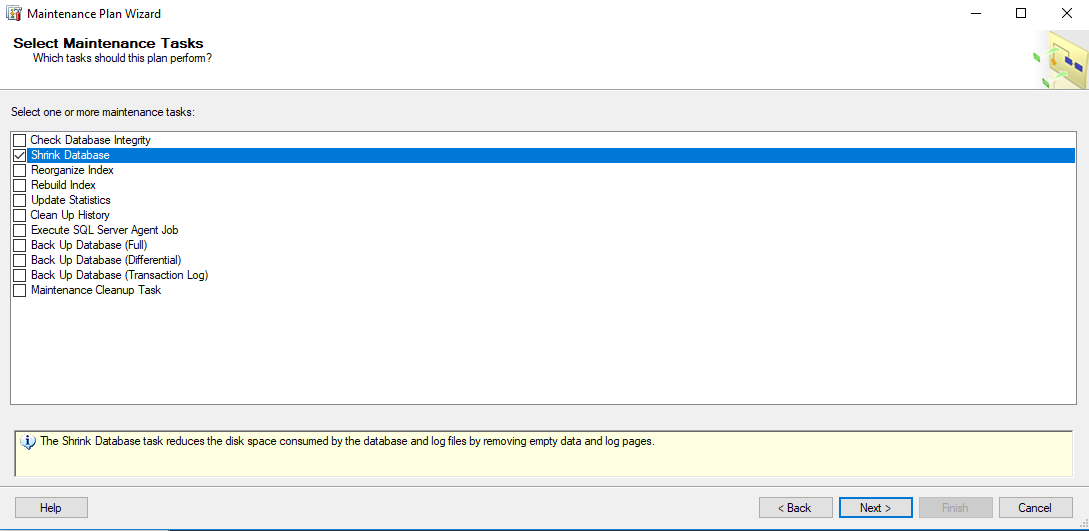 Maintenance Plan Wizard
Select Maintenance Tasks
Which tasks should this plan perform?
Select one or more maintenance tasks:
Check Database Integrity
Shrink Database
Reorganize Index
Rebuild Index
Update Statistics
Clean Up History
Execute SQL Server Agent Job
Back Up Database (Full)
Back Up Database (Differential)
Back Up Database (Transaction Log)
Maintenance Cleanup Task
The Shrink Database task reduces the disk space consumed by the database and log files by removing empty data and log pages.
Help < Back Next > Finish Cancel